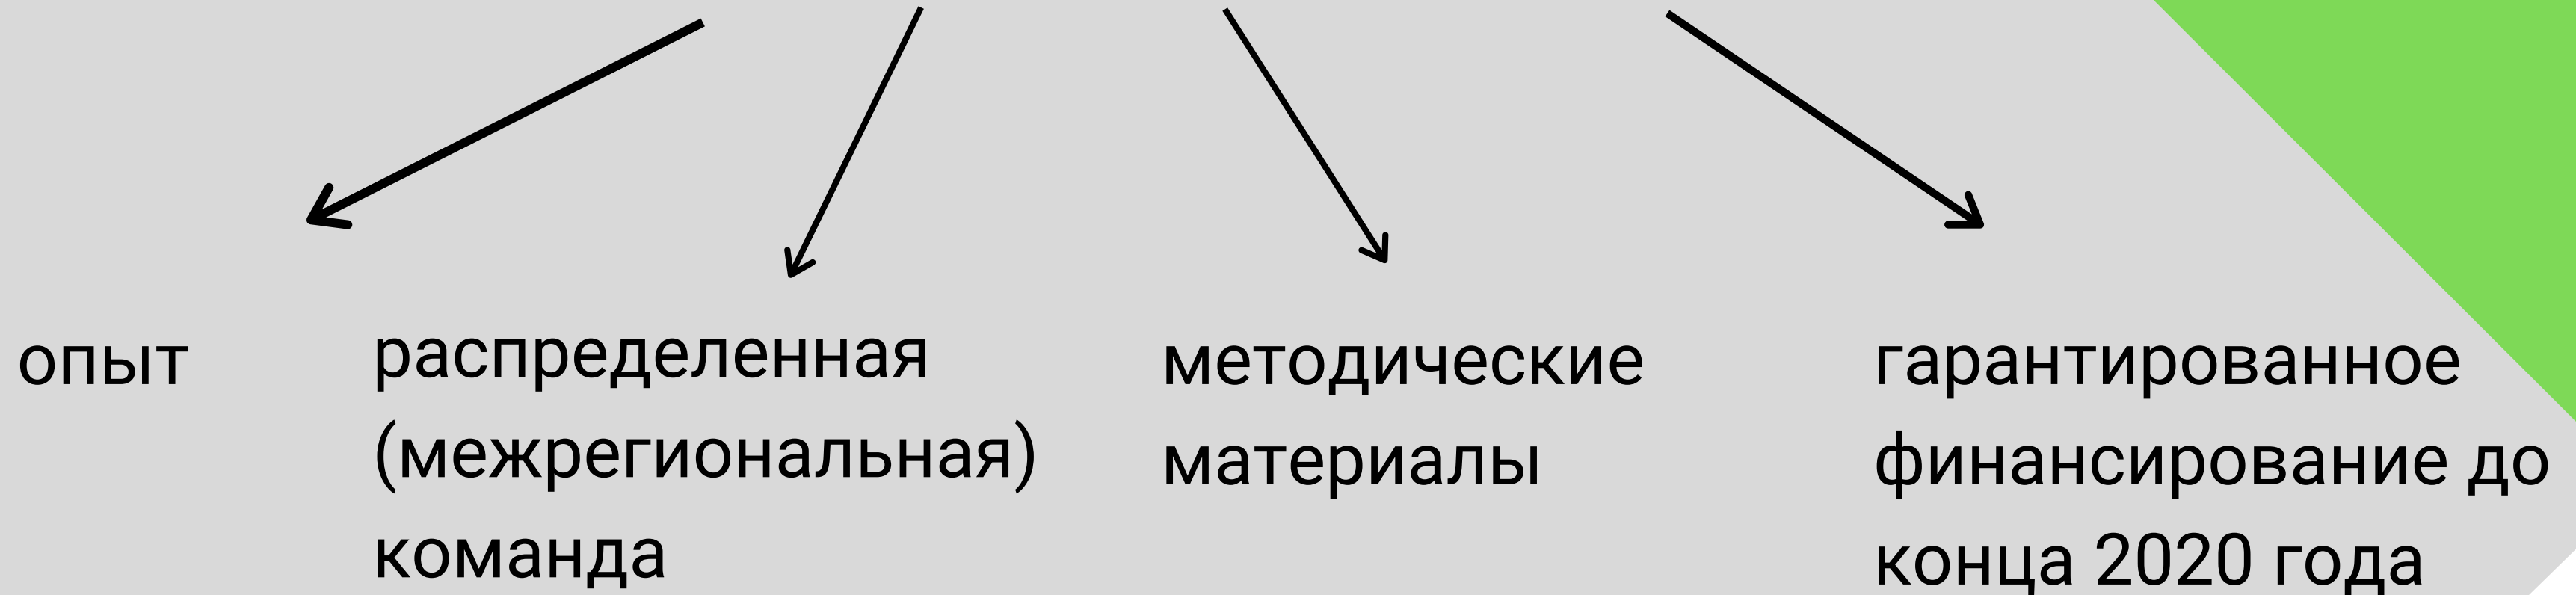 опыт
распределенная
(межрегиональная)
команда
методические
материалы
гарантированное
финансирование до
конца 2020 года